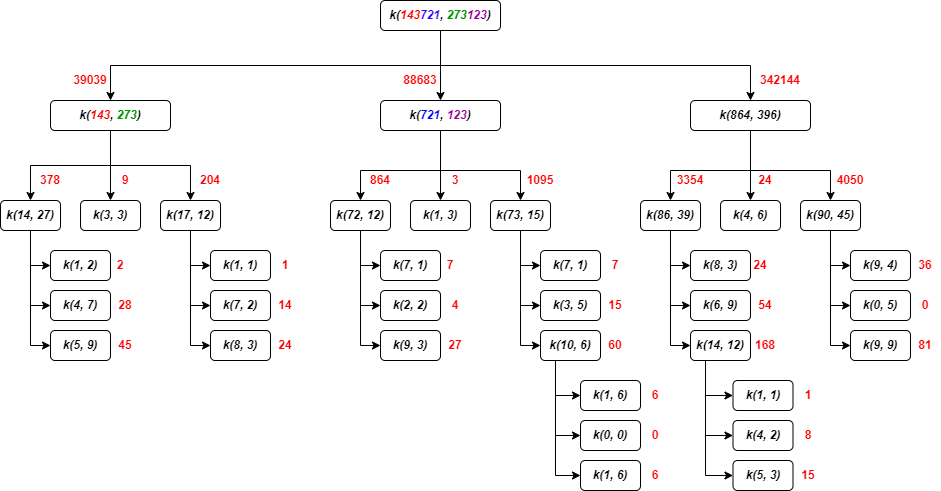 k(143721, 273123)
39039
88683
342144
k(143, 273)
k(721, 123)
k(864, 396)
378
9
204
864
3
1095
3354
24
4050
k(14, 27)
k(3, 3)
k(17, 12)
k(72, 12)
k(1, 3)
k(73, 15)
k(86, 39)
k(4, 6)
k(90, 45)
k(1, 2) 2
k(1, 1) 1
k(7, 1) 7
k(7, 1) 7
k(8, 3) 24
k(9, 4) 36
k(4, 7) 28
k(7, 2) 14
k(2, 2) 4
k(3, 5) 15
k(6, 9) 54
k(0, 5) 0
k(5, 9) 45
k(8, 3) 24
k(9, 3) 27
k(10, 6) 60
k(14, 12) 168
k(9, 9) 81
k(1, 6) 6
k(1, 1) 1
k(0, 0) 0
k(4, 2) 8
k(1, 6) 6
k(5, 3) 15